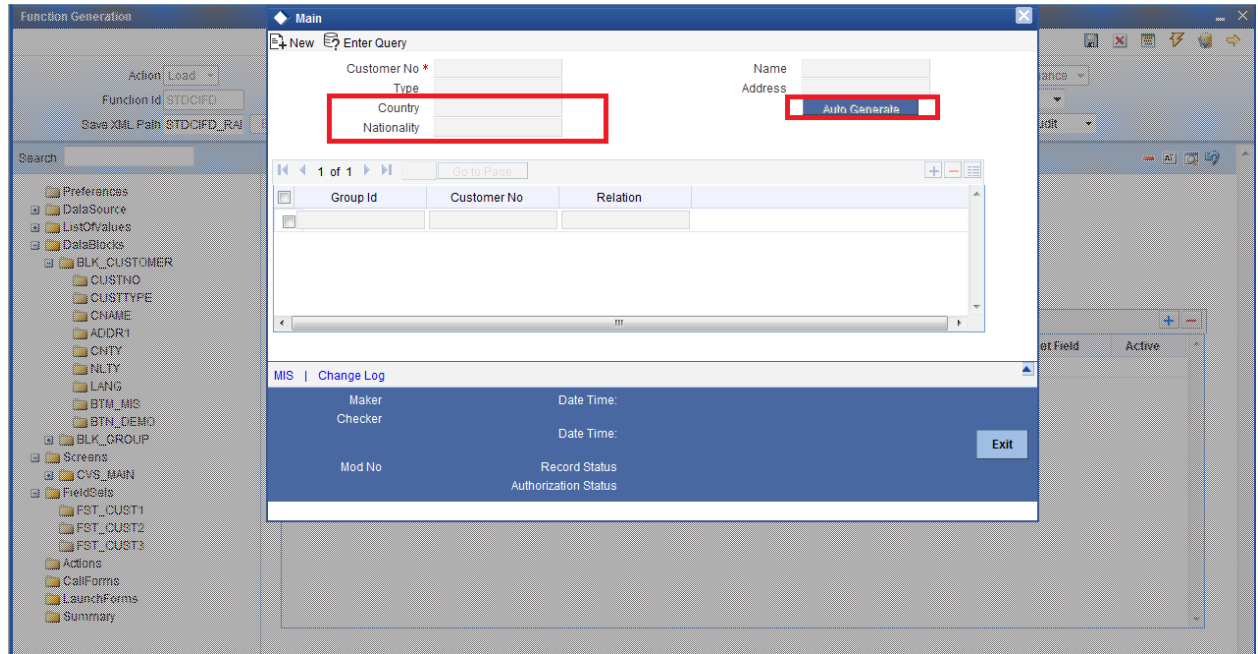 Function Generation
Main
New Enter Query
Action Load
Function Id STDCIFD
Save XML Path STDCIFD_RAI
Customer No *
Type
Country
Nationality
Name
Address
Auto Generate
Search
1 of 1 Go to Page
Group Id Customer No Relation
Preferences
DataSource
ListOfValues
DataBlocks
BLK_CUSTOMER
CUSTNO
CUSTTYPE
CNAME
ADDR1
CNTY
NLTY
LANG
BTM_MIS
BTN_DEMO
BLK_GROUP
Screens
CVS_MAIN
FieldSets
FST_CUST1
FST_CUST2
FST_CUST3
Actions
CallForms
LaunchForms
Summary
et Field Active
MIS | Change Log
Maker Date Time:
Checker
Date Time:
Exit
Mod No Record Status
Authorization Status